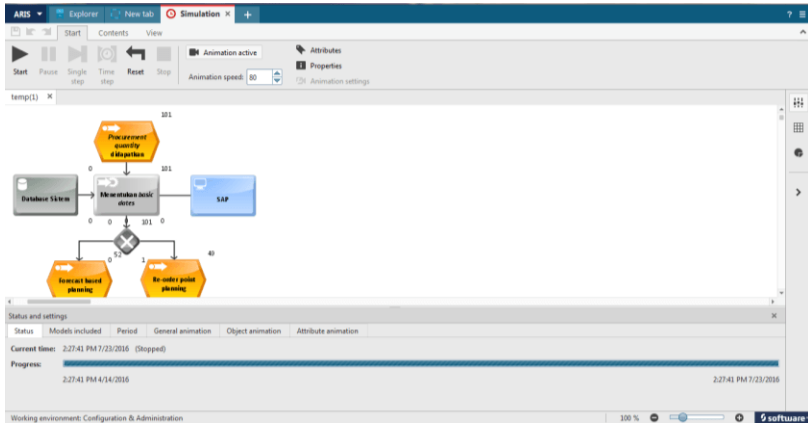 ARIS Explorer New tab Simulation × +
?
Start Contents View
Start Pause Single step Time step Reset Stop
Animation active
Animation speed: 80
Attributes
Properties
Animation settings
temp(1) ×
101
Procurement
quantity
didapatkan
0 101
Database Sistem
Menentukan basic
dates
SAP
0 0 101 0
0 52 1 49
Forecast based
planning
Re-order point
planning
Status and settings ×
Status Models included Period General animation Object animation Attribute animation
Current time: 2:27:41 PM 7/23/2016 (Stopped)
Progress:
2:27:41 PM 4/14/2016 2:27:41 PM 7/23/2016
Working environment: Configuration & Administration 100 % software